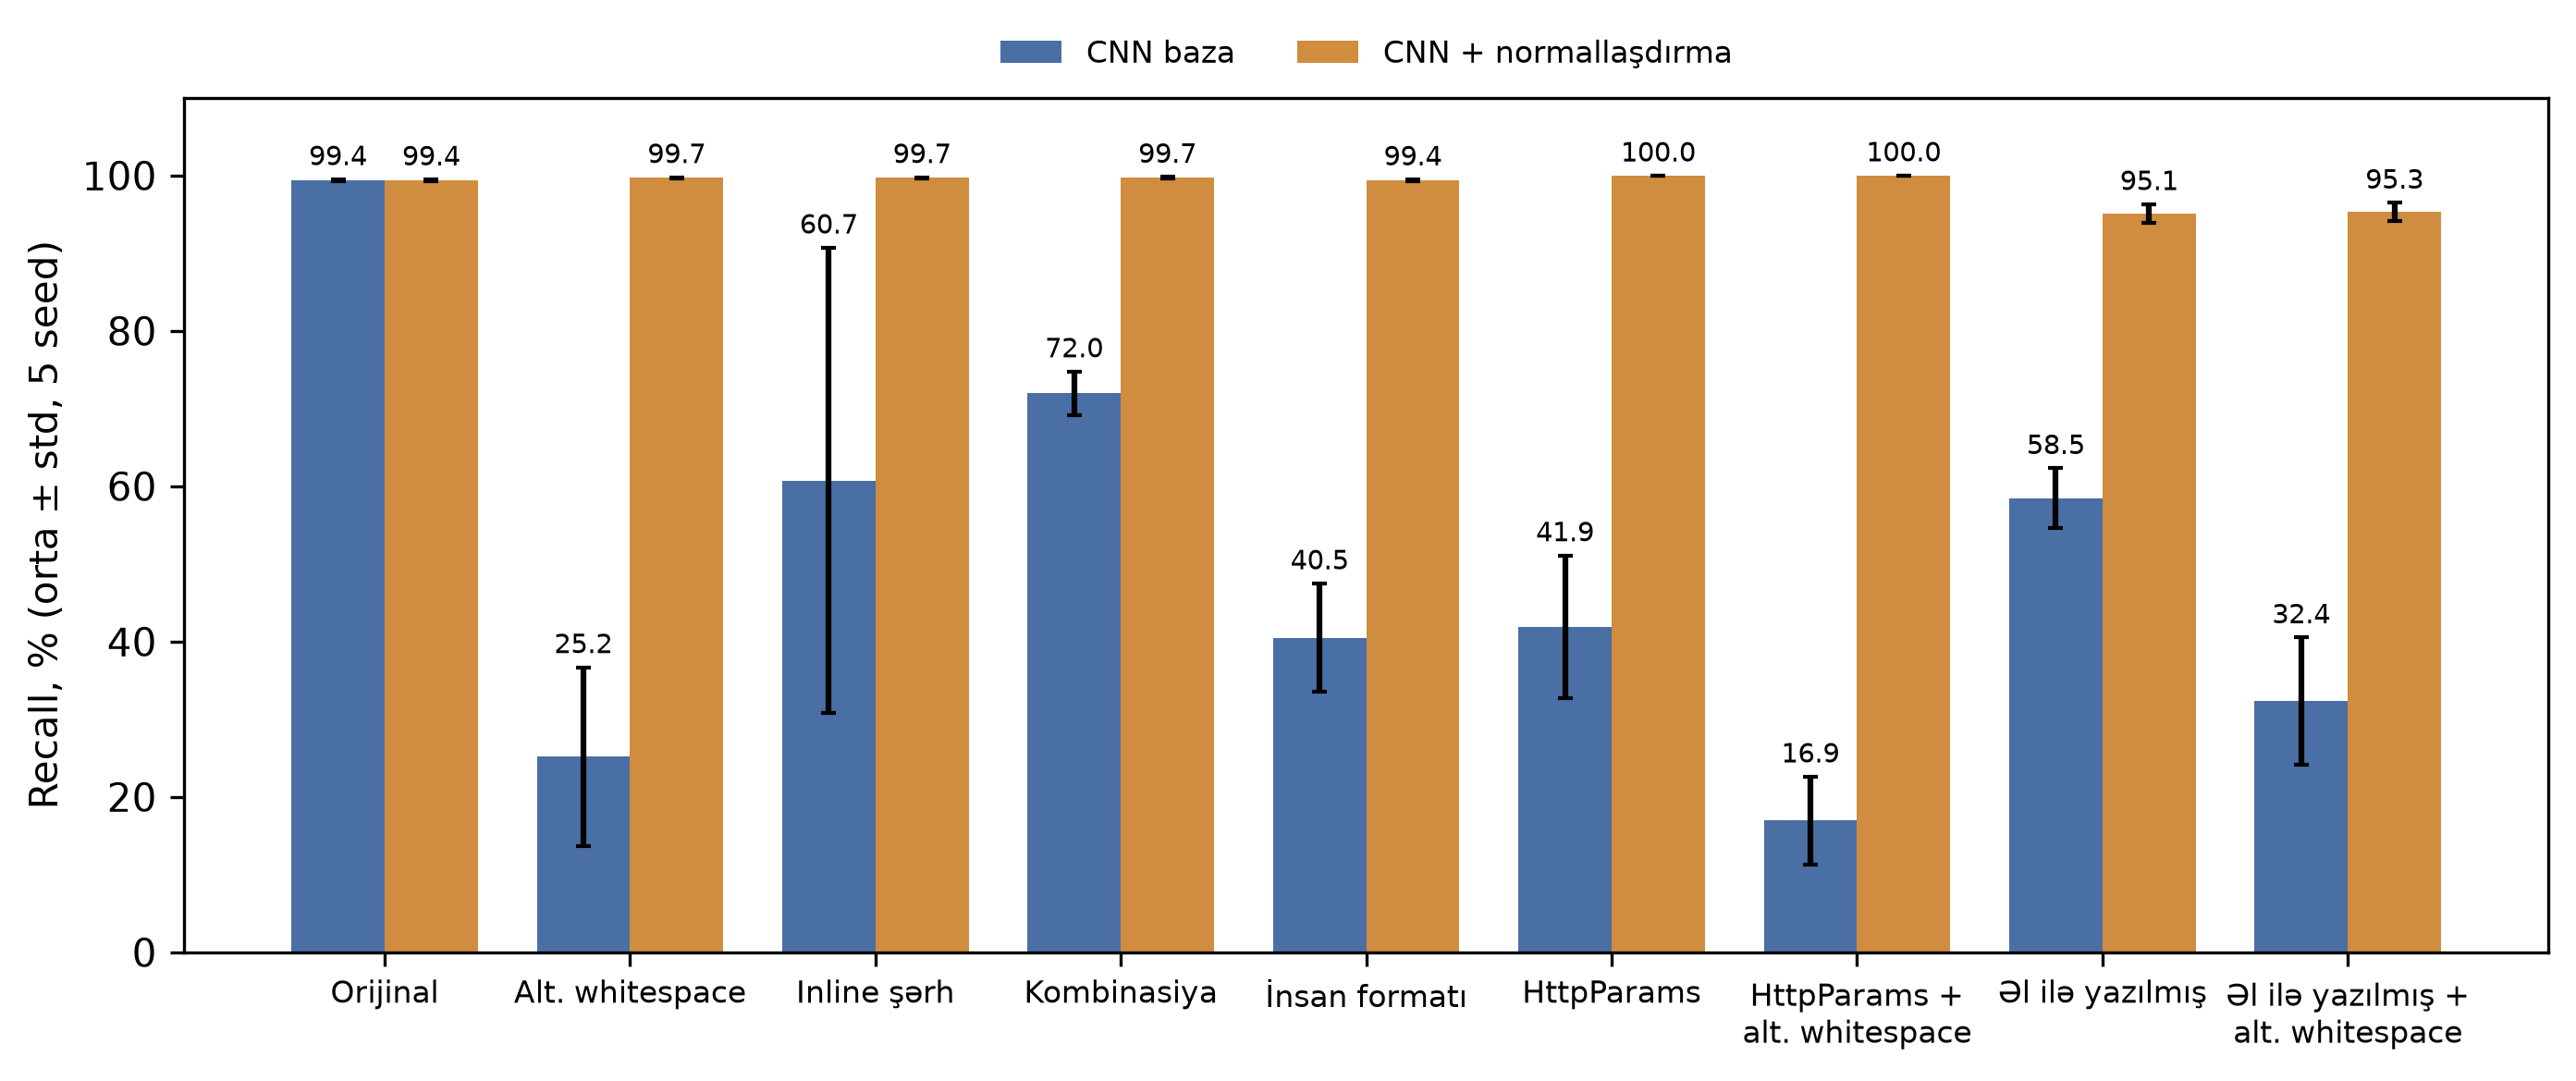 CNN baza CNN + normallaşdırma
Recall, % (orta ± std, 5 seed)
100
80
60
40
20
0
99.4 99.4
25.2 99.7
60.7 99.7
72.0 99.7
40.5 99.4
41.9 100.0
16.9 100.0
58.5 95.1
32.4 95.3
Orijinal
Alt. whitespace
Inline şərh
Kombinasiya
İnsan formatı
HttpParams
HttpParams +
alt. whitespace
Əl ilə yazılmış
Əl ilə yazılmış +
alt. whitespace